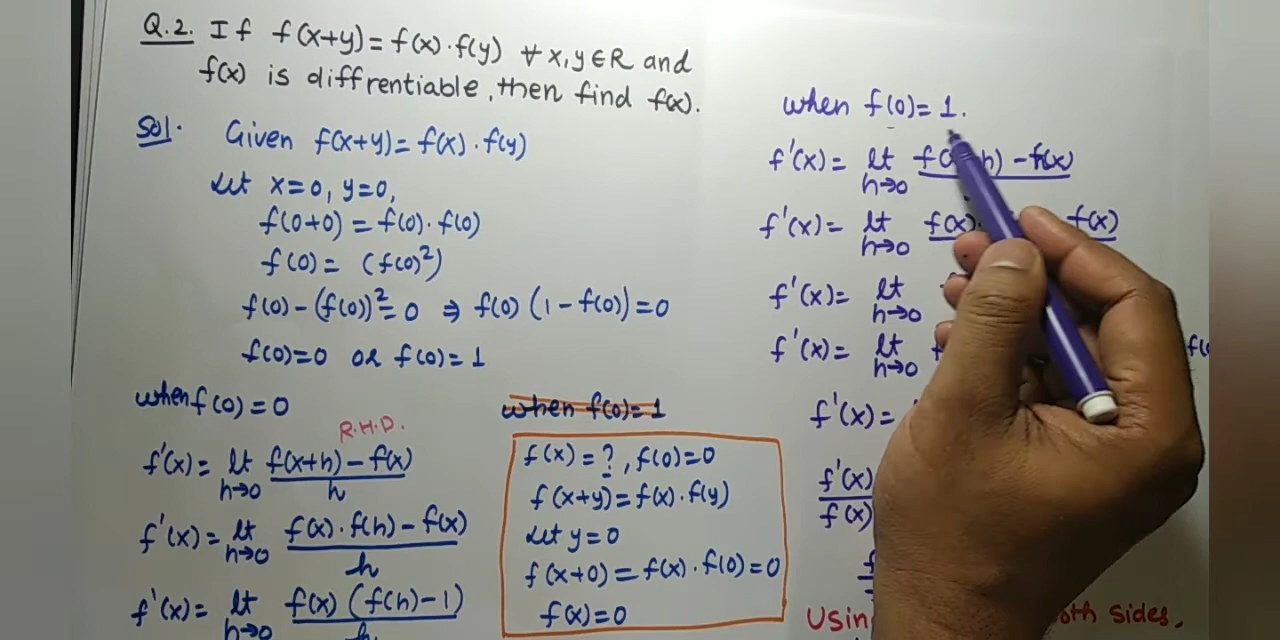 Q.2. If f(x+y)=f(x)·f(y) ∀ x,y∈R and
f(x) is diffrentiable, then find f(x).
Sol. Given f(x+y)=f(x)·f(y)
Let x=0, y=0,
f(0+0)=f(0)·f(0)
f(0)=(f(0)²)
f(0)-(f(0))²=0 ⇒ f(0)(1-f(0))=0
f(0)=0 or f(0)=1
when f(0)=0
R.H.D.
f'(x)= lt h→0 f(x+h)-f(x) / h
f'(x)= lt h→0 f(x)·f(h)-f(x) / h
f'(x)= lt h→0 f(x)(f(h)-1) / h
when f(0)=1
f(x)=?, f(0)=0
f(x+y)=f(x)·f(y)
Let y=0
f(x+0)=f(x)·f(0)=0
f(x)=0
when f(0)=1.
f'(x)= lt h→0 f( h)-f(x)
f'(x)= lt h→0 f(x)· f(x)
f'(x)= lt h→0
f'(x)= lt h→0
f'(x)=
f'(x) / f(x)
Using sides,